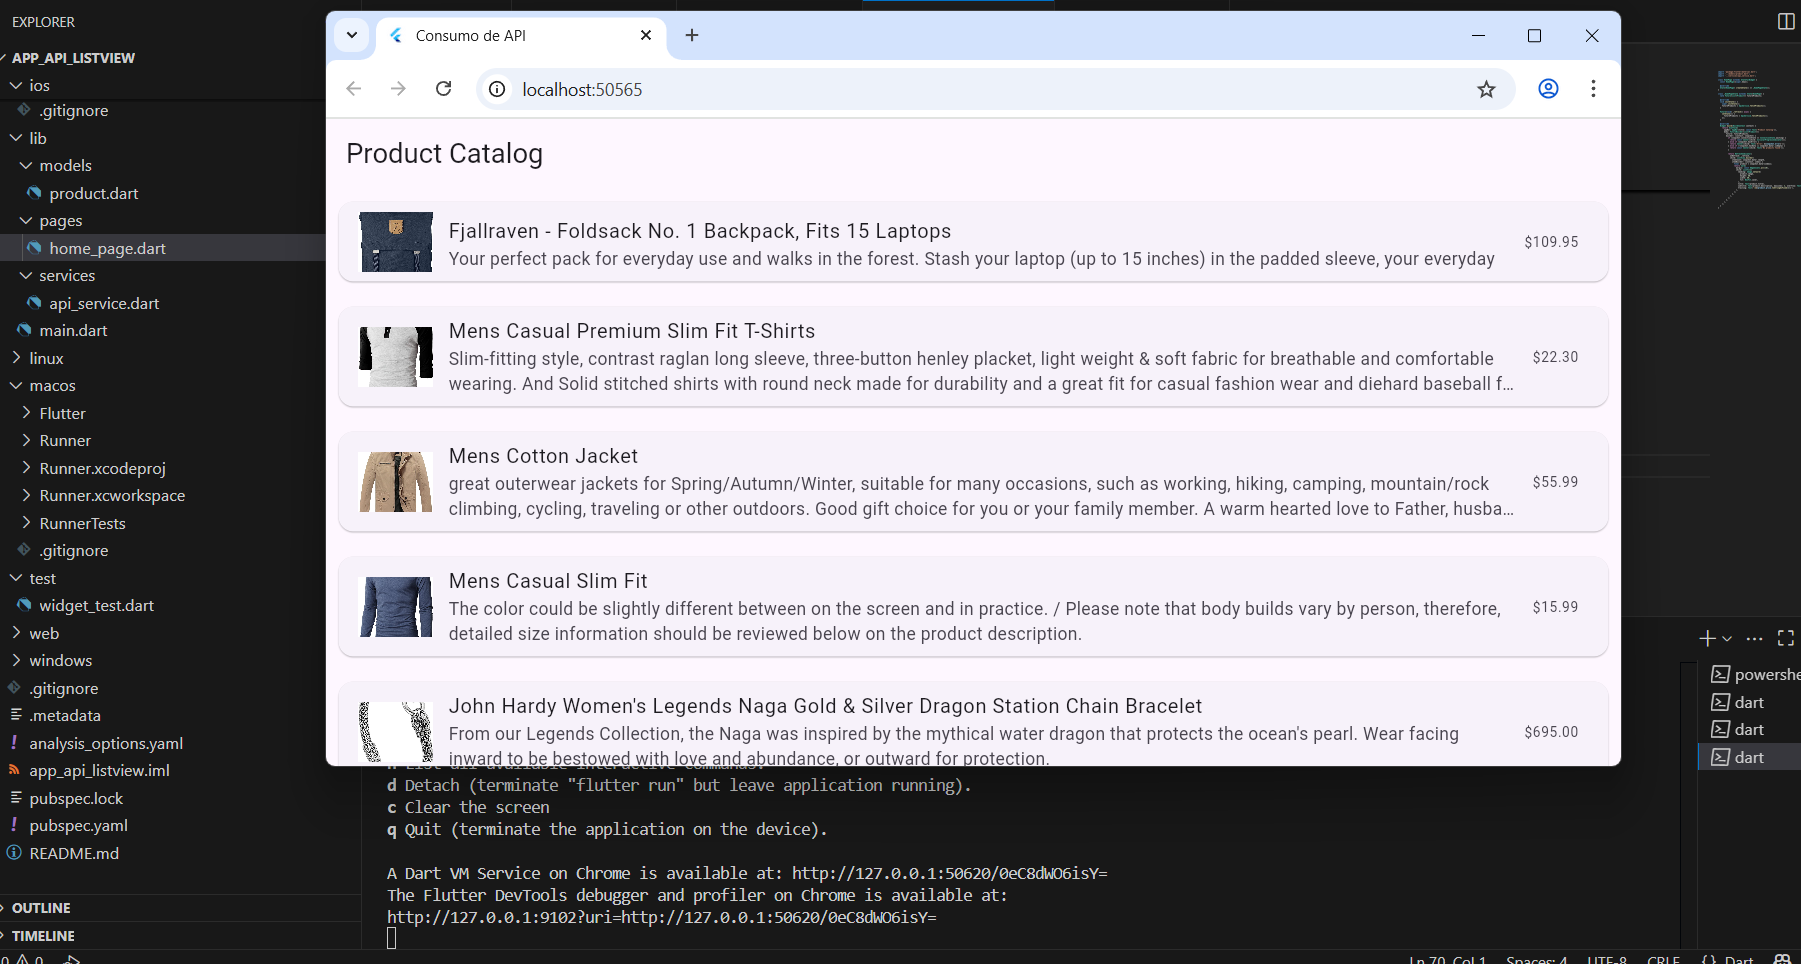 EXPLORER
APP_API_LISTVIEW
ios
.gitignore
lib
models
product.dart
pages
home_page.dart
services
api_service.dart
main.dart
linux
macos
Flutter
Runner
Runner.xcodeproj
Runner.xcworkspace
RunnerTests
.gitignore
test
widget_test.dart
web
windows
.gitignore
.metadata
! analysis_options.yaml
app_api_listview.iml
pubspec.lock
! pubspec.yaml
README.md
OUTLINE
TIMELINE
Consumo de API
localhost:50565
Product Catalog
Fjallraven - Foldsack No. 1 Backpack, Fits 15 Laptops
Your perfect pack for everyday use and walks in the forest. Stash your laptop (up to 15 inches) in the padded sleeve, your everyday
$109.95
Mens Casual Premium Slim Fit T-Shirts
Slim-fitting style, contrast raglan long sleeve, three-button henley placket, light weight & soft fabric for breathable and comfortable
wearing. And Solid stitched shirts with round neck made for durability and a great fit for casual fashion wear and diehard baseball f…
$22.30
Mens Cotton Jacket
great outerwear jackets for Spring/Autumn/Winter, suitable for many occasions, such as working, hiking, camping, mountain/rock
climbing, cycling, traveling or other outdoors. Good gift choice for you or your family member. A warm hearted love to Father, husba…
$55.99
Mens Casual Slim Fit
The color could be slightly different between on the screen and in practice. / Please note that body builds vary by person, therefore,
detailed size information should be reviewed below on the product description.
$15.99
John Hardy Women's Legends Naga Gold & Silver Dragon Station Chain Bracelet
From our Legends Collection, the Naga was inspired by the mythical water dragon that protects the ocean's pearl. Wear facing
inward to be bestowed with love and abundance, or outward for protection.
$695.00
h List all available interactive commands.
d Detach (terminate "flutter run" but leave application running).
c Clear the screen
q Quit (terminate the application on the device).
A Dart VM Service on Chrome is available at: http://127.0.0.1:50620/0eC8dWO6isY=
The Flutter DevTools debugger and profiler on Chrome is available at:
http://127.0.0.1:9102?uri=http://127.0.0.1:50620/0eC8dWO6isY=
powershe
dart
dart
dart
0 0
Ln 70, Col 1 Spaces: 4 UTF-8 CRLF {} Dart